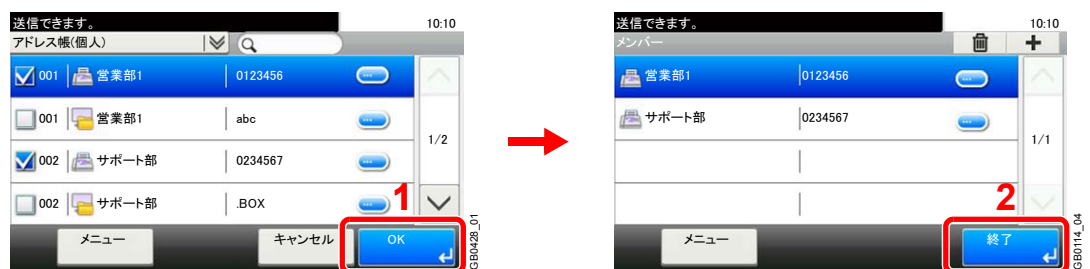 送信できます。 10:10
アドレス帳(個人)
001 営業部1 0123456
001 営業部1 abc
1/2
002 サポート部 0234567
002 サポート部 .BOX
1
メニュー キャンセル OK
GB0428_01
送信できます。 10:10
メンバー
営業部1 0123456
サポート部 0234567
1/1
2
メニュー 終了
GB0114_04